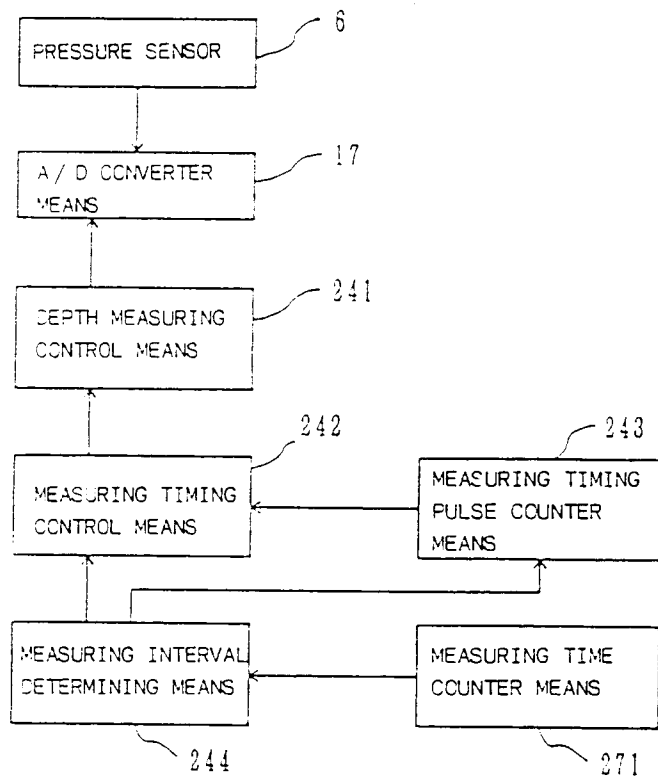 6
PRESSURE SENSOR
17
A / D CONVERTER
MEANS
241
DEPTH MEASURING
CONTROL MEANS
242
MEASURING TIMING
CONTROL MEANS
243
MEASURING TIMING
PULSE COUNTER
MEANS
MEASURING INTERVAL
DETERMINING MEANS
244
MEASURING TIME
COUNTER MEANS
271